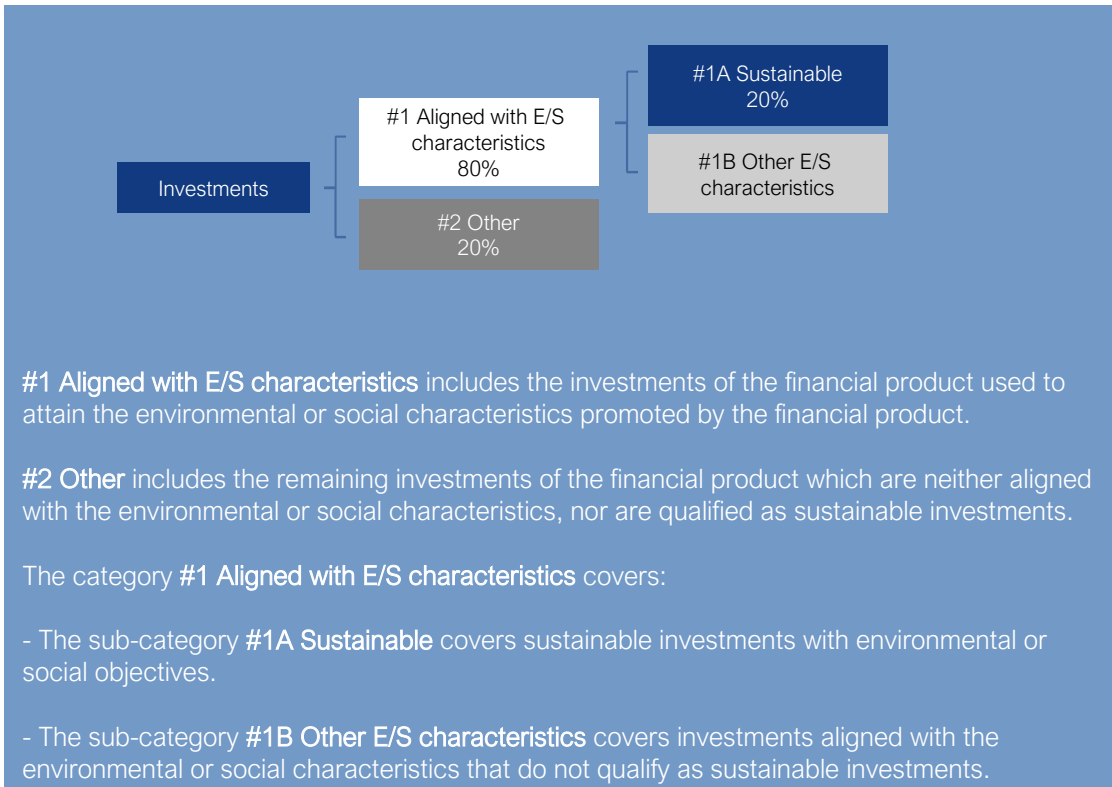 #1A Sustainable
20%
#1 Aligned with E/S
characteristics
80%
#1B Other E/S
characteristics
Investments
#2 Other
20%
#1 Aligned with E/S characteristics includes the investments of the financial product used to
attain the environmental or social characteristics promoted by the financial product.
#2 Other includes the remaining investments of the financial product which are neither aligned
with the environmental or social characteristics, nor are qualified as sustainable investments.
The category #1 Aligned with E/S characteristics covers:
- The sub-category #1A Sustainable covers sustainable investments with environmental or
social objectives.
- The sub-category #1B Other E/S characteristics covers investments aligned with the
environmental or social characteristics that do not qualify as sustainable investments.